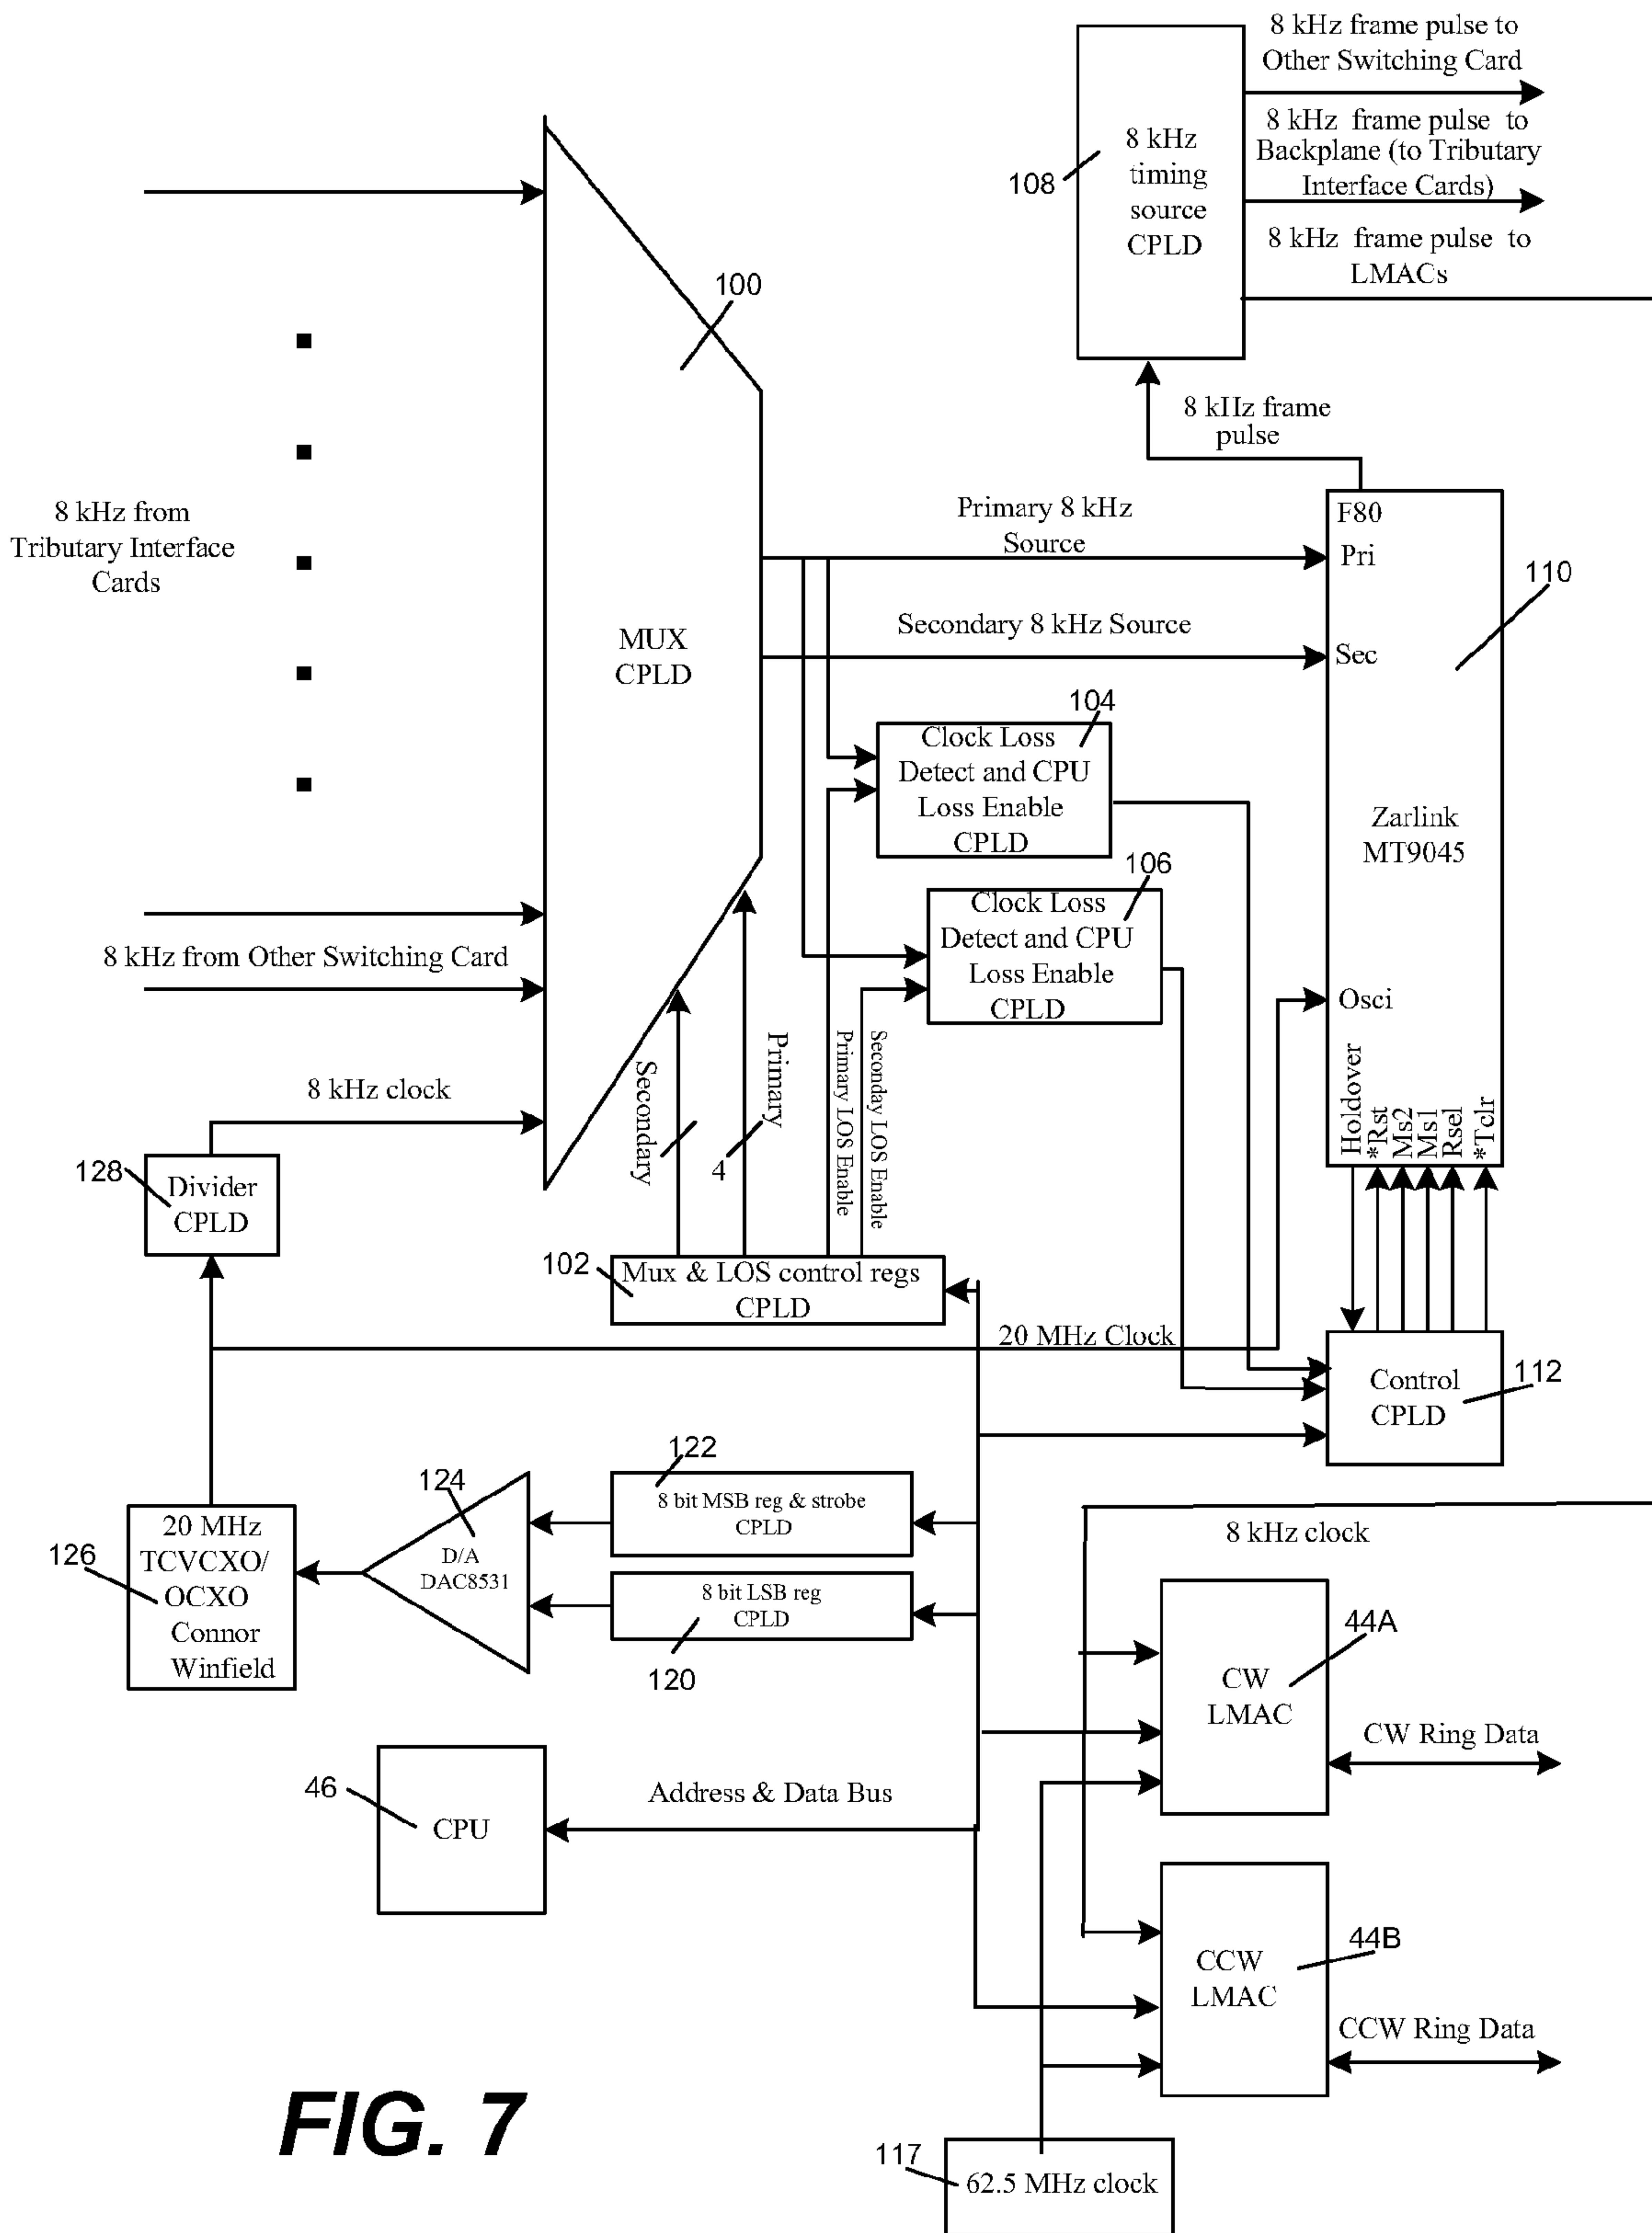 8 kHz frame pulse to
Other Switching Card
8 kHz frame pulse to
Backplane (to Tributary
Interface Cards)
8 kHz frame pulse to
LMACs
8 kHz
timing
source
CPLD
108
100
8 kHz frame
pulse
8 kHz from
Tributary Interface
Cards
MUX
CPLD
Primary 8 kHz
Source
Secondary 8 kHz Source
F80
Pri
Sec
110
Zarlink
MT9045
Osci
Holdover
*Rst
Ms2
Ms1
Rsel
*Tclr
104
Clock Loss
Detect and CPU
Loss Enable
CPLD
106
Clock Loss
Detect and CPU
Loss Enable
CPLD
8 kHz from Other Switching Card
8 kHz clock
Secondary
Primary
4
Primary LOS Enable
Seconday LOS Enable
128
Divider
CPLD
102
Mux & LOS control regs
CPLD
20 MHz Clock
Control
CPLD
112
122
8 bit MSB reg & strobe
CPLD
124
D/A
DAC8531
8 bit LSB reg
CPLD
120
126
20 MHz
TCVCXO/
OCXO
Connor
Winfield
8 kHz clock
44A
CW
LMAC
CW Ring Data
46
CPU
Address & Data Bus
44B
CCW
LMAC
CCW Ring Data
117
62.5 MHz clock
FIG. 7